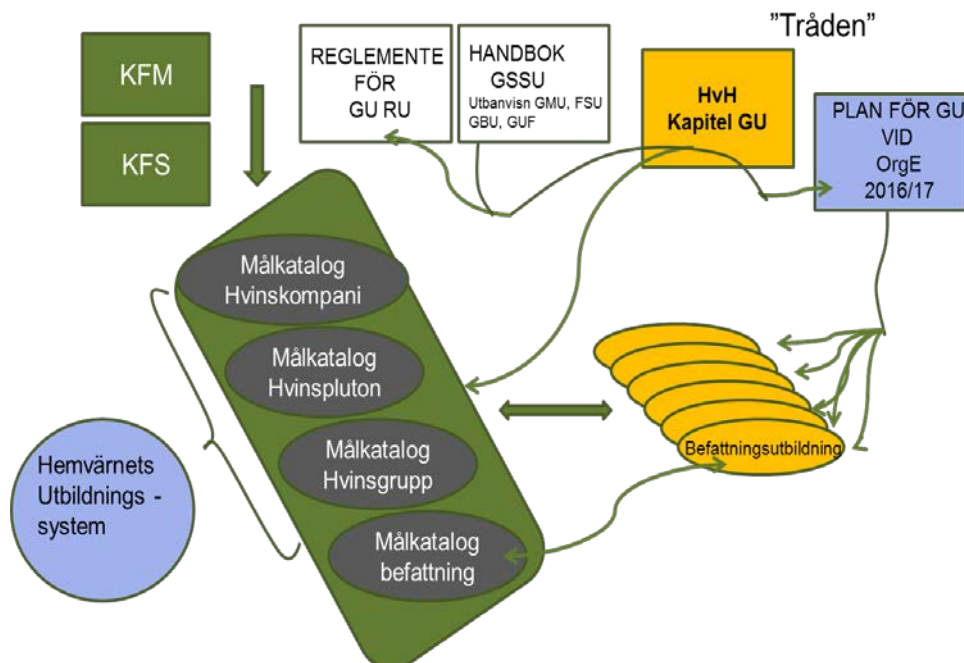 "Tråden"
KFM
KFS
REGLEMENTE
FÖR
GU RU
HANDBOK
GSSU
Utbanvisn GMU, FSU
GBU, GUF
HvH
Kapitel GU
PLAN FÖR GU
VID
OrgE
2016/17
Målkatalog
Hvinskompani
Målkatalog
Hvinspluton
Målkatalog
Hvinsgrupp
Målkatalog
befattning
Befattningsutbildning
Hemvärnets
Utbildnings -
system